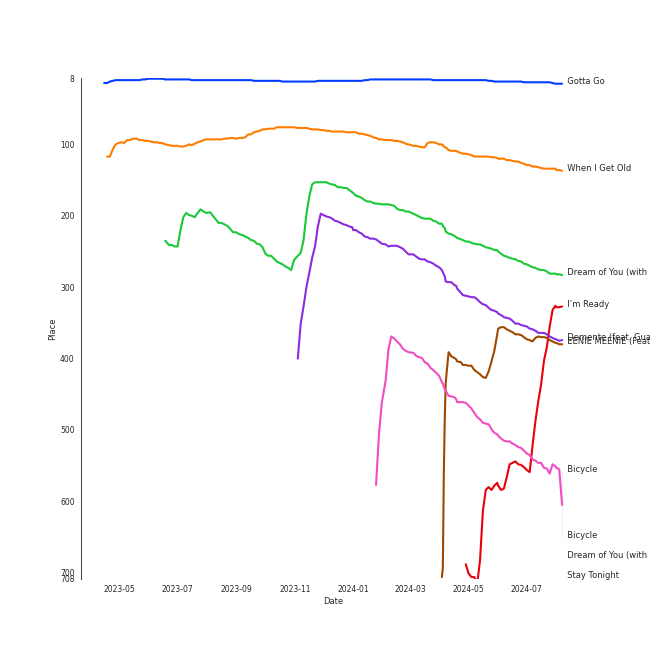 8
Gotta Go
100
When I Get Old
200
Dream of You (with
300
I'm Ready
Demente (feat. Gua
EENIE MEENIE (Feat
Place
400
Bicycle
500
600
Bicycle
Dream of You (with
700
Stay Tonight
708
2023-05 2023-07 2023-09 2023-11 2024-01 2024-03 2024-05 2024-07
Date